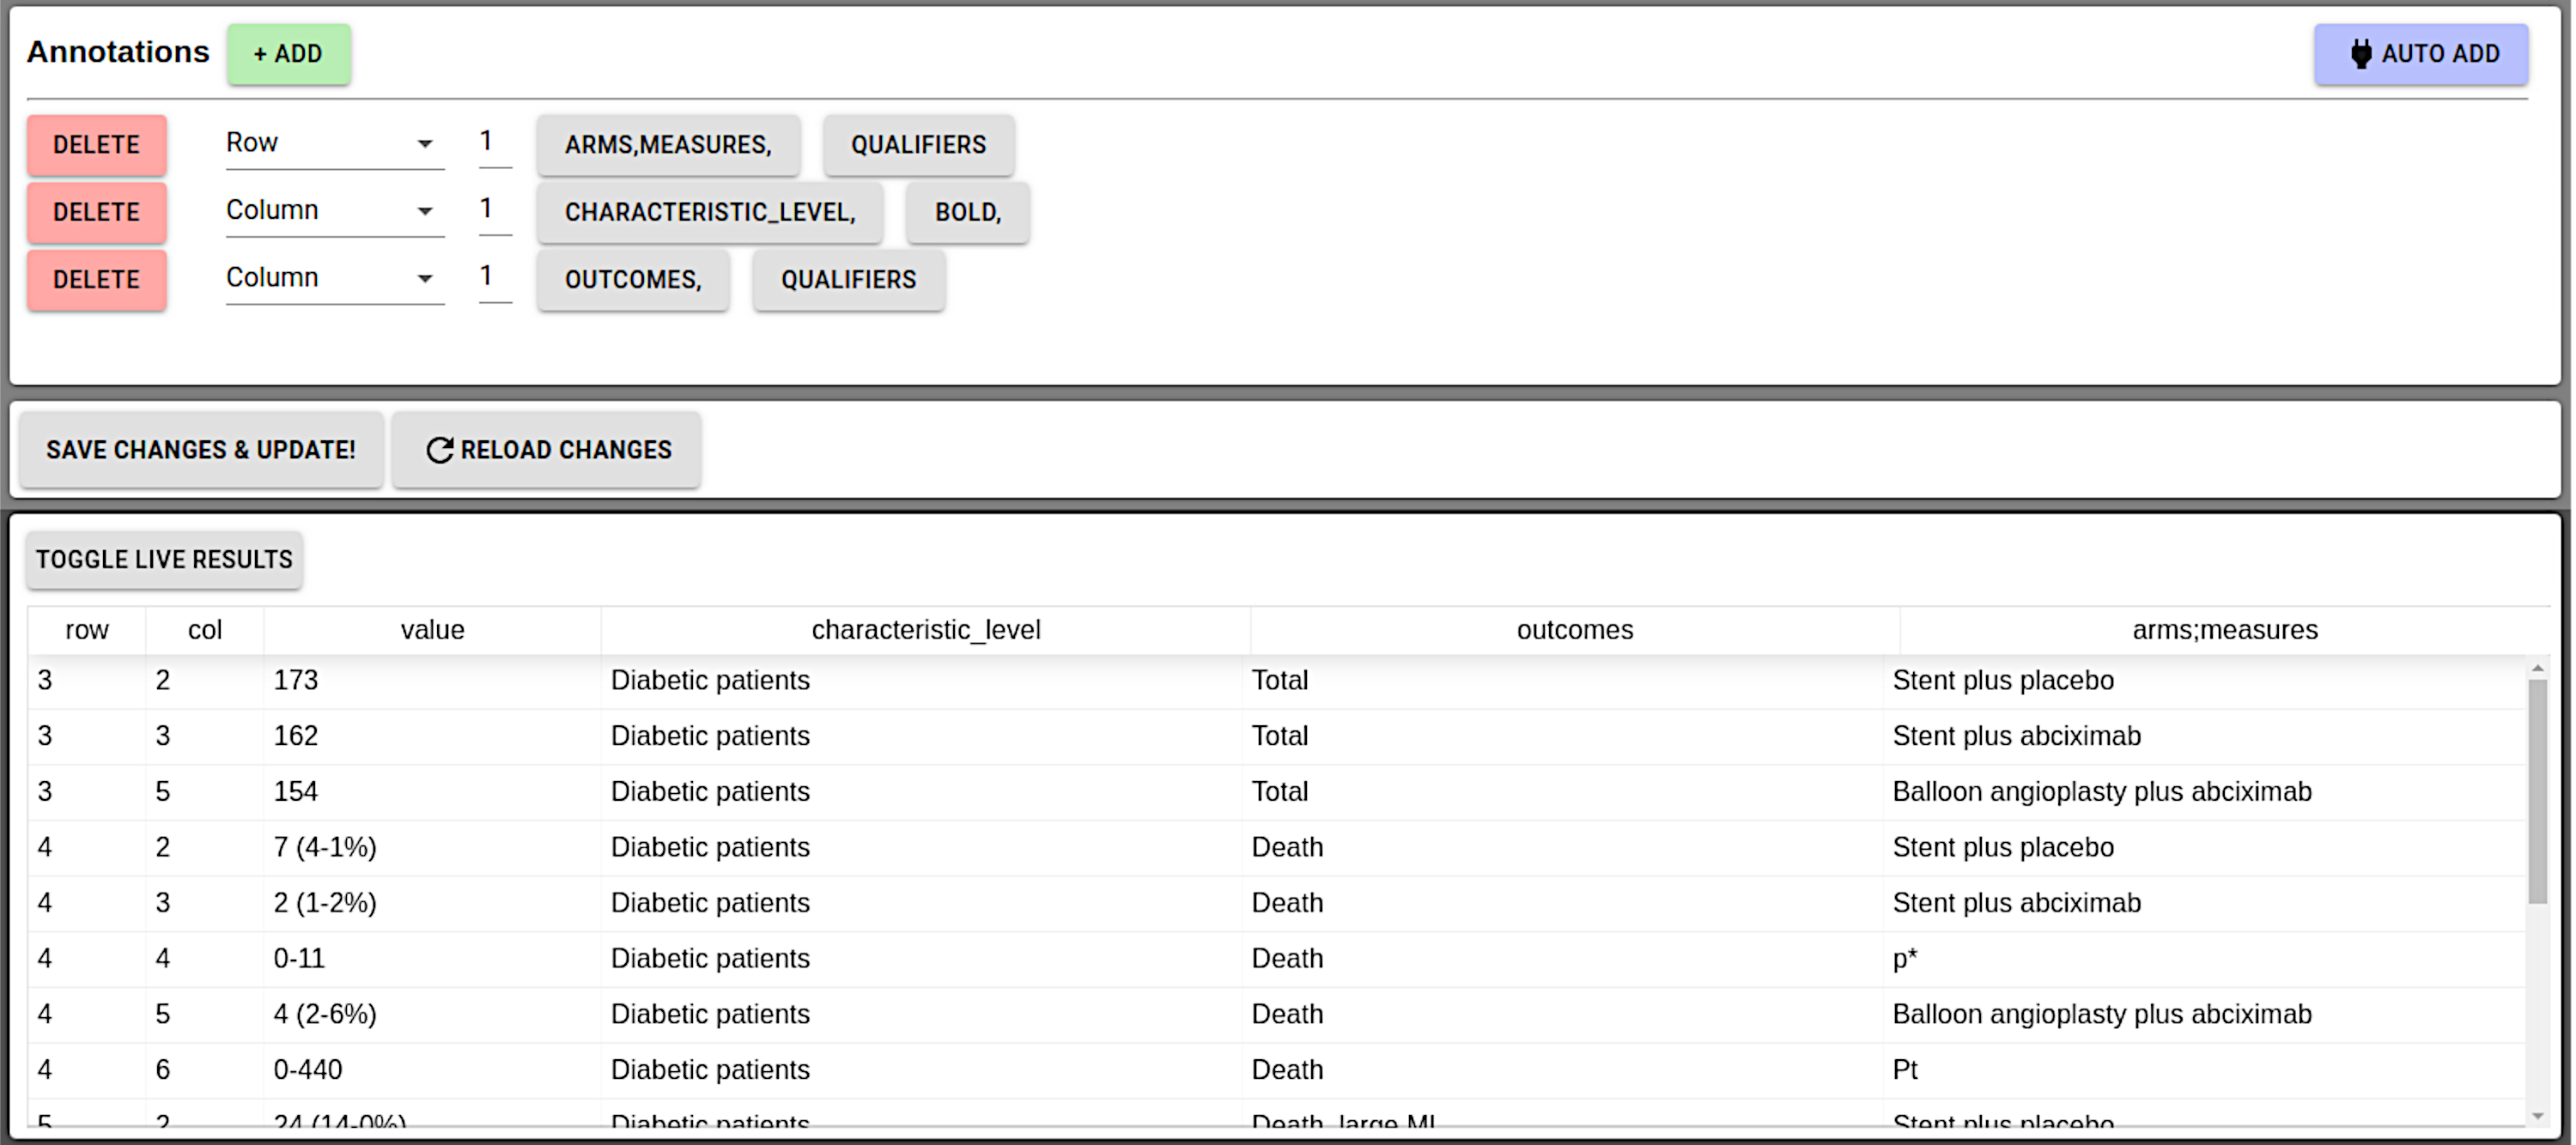 Annotations + ADD AUTO ADD
DELETE Row 1 ARMS,MEASURES, QUALIFIERS
DELETE Column 1 CHARACTERISTIC_LEVEL, BOLD,
DELETE Column 1 OUTCOMES, QUALIFIERS
SAVE CHANGES & UPDATE! RELOAD CHANGES
TOGGLE LIVE RESULTS
row col value characteristic_level outcomes arms;measures
3 2 173 Diabetic patients Total Stent plus placebo
3 3 162 Diabetic patients Total Stent plus abciximab
3 5 154 Diabetic patients Total Balloon angioplasty plus abciximab
4 2 7 (4-1%) Diabetic patients Death Stent plus placebo
4 3 2 (1-2%) Diabetic patients Death Stent plus abciximab
4 4 0-11 Diabetic patients Death p*
4 5 4 (2-6%) Diabetic patients Death Balloon angioplasty plus abciximab
4 6 0-440 Diabetic patients Death Pt
5 2 24 (14-0%) Diabetic patients Death, large MI Stent plus placebo